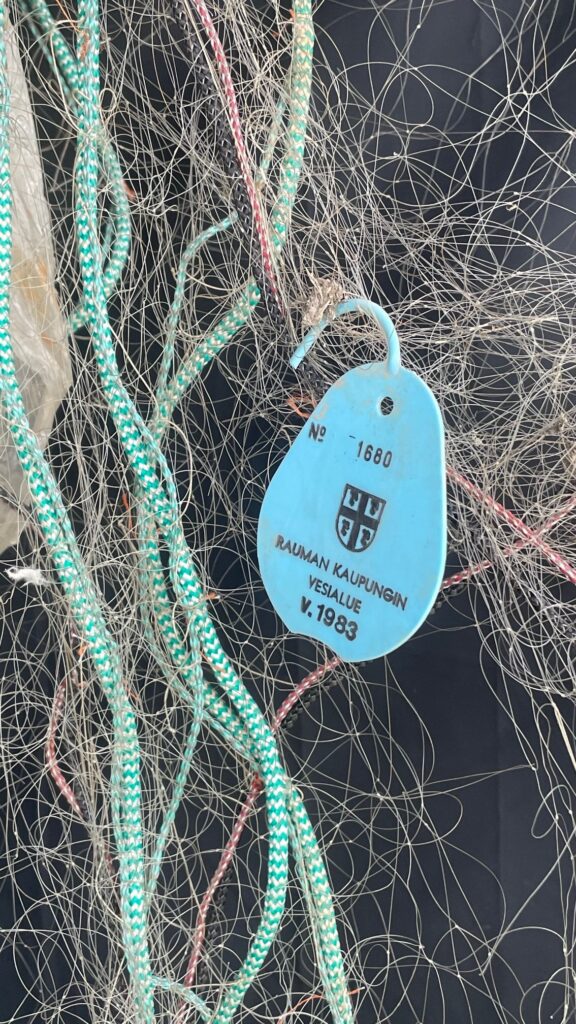 Nº 1680
RAUMAN KAUPUNGIN
VESIALUE
v. 1983